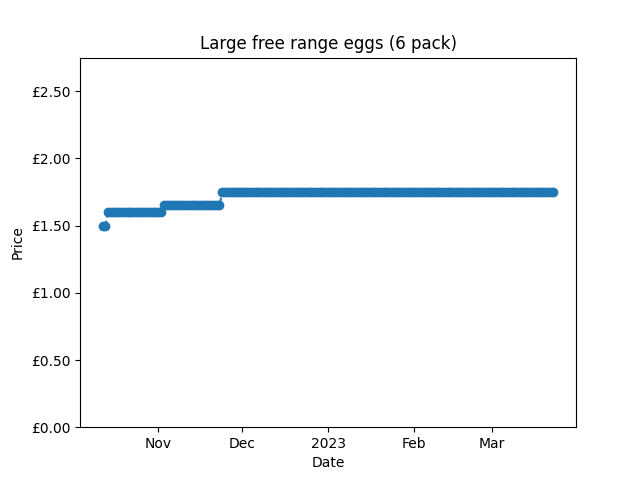 Large free range eggs (6 pack)
£2.50
£2.00
£1.50
£1.00
£0.50
£0.00
Price
Nov Dec 2023 Feb Mar
Date